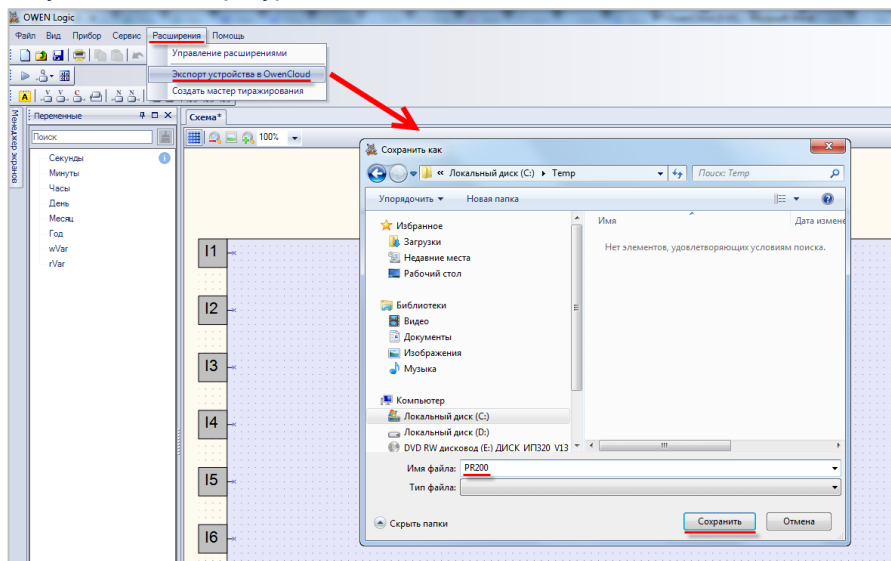 OWEN Logic
Файл Вид Прибор Сервис Расширения Помощь
Управление расширениями
Экспорт устройства в OwenCloud
Создать мастер тиражирования
Менеджер экранов
Переменные
Схема*
Поиск
100%
Секунды
Минуты
Часы
День
Месяц
Год
wVar
rVar
I1
I2
I3
I4
I5
I6
Сохранить как
« Локальный диск (C:) ▸ Temp
Поиск: Temp
Упорядочить Новая папка
Избранное
Загрузки
Недавние места
Рабочий стол
Библиотеки
Видео
Документы
Изображения
Музыка
Компьютер
Локальный диск (C:)
Локальный диск (D:)
DVD RW дисковод (E:) ДИСК ИП320 V13
Имя Дата измене
Нет элементов, удовлетворяющих условиям поиска.
Имя файла: PR200
Тип файла:
Скрыть папки
Сохранить Отмена